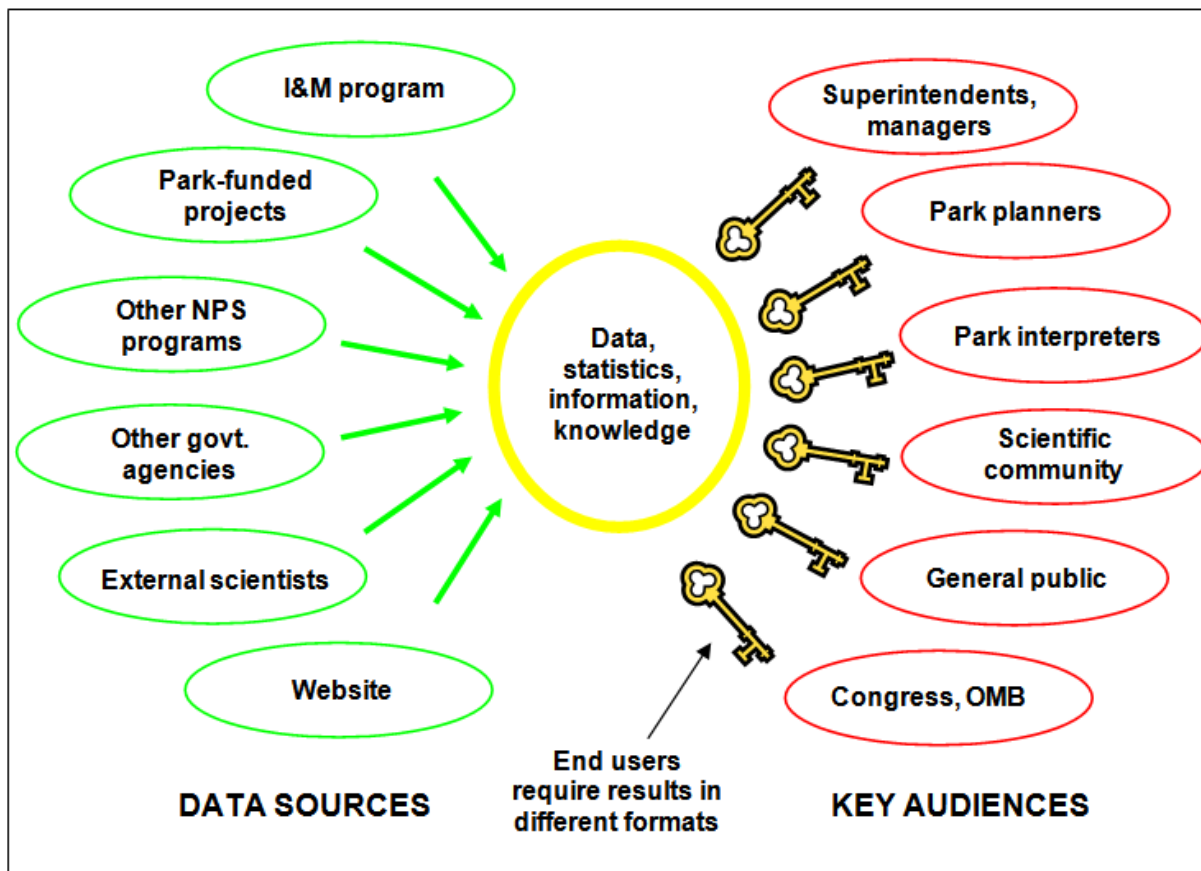 I&M program
Park-funded
projects
Other NPS
programs
Other govt.
agencies
External scientists
Website
DATA SOURCES
Data,
statistics,
information,
knowledge
End users
require results in
different formats
Superintendents,
managers
Park planners
Park interpreters
Scientific
community
General public
Congress, OMB
KEY AUDIENCES